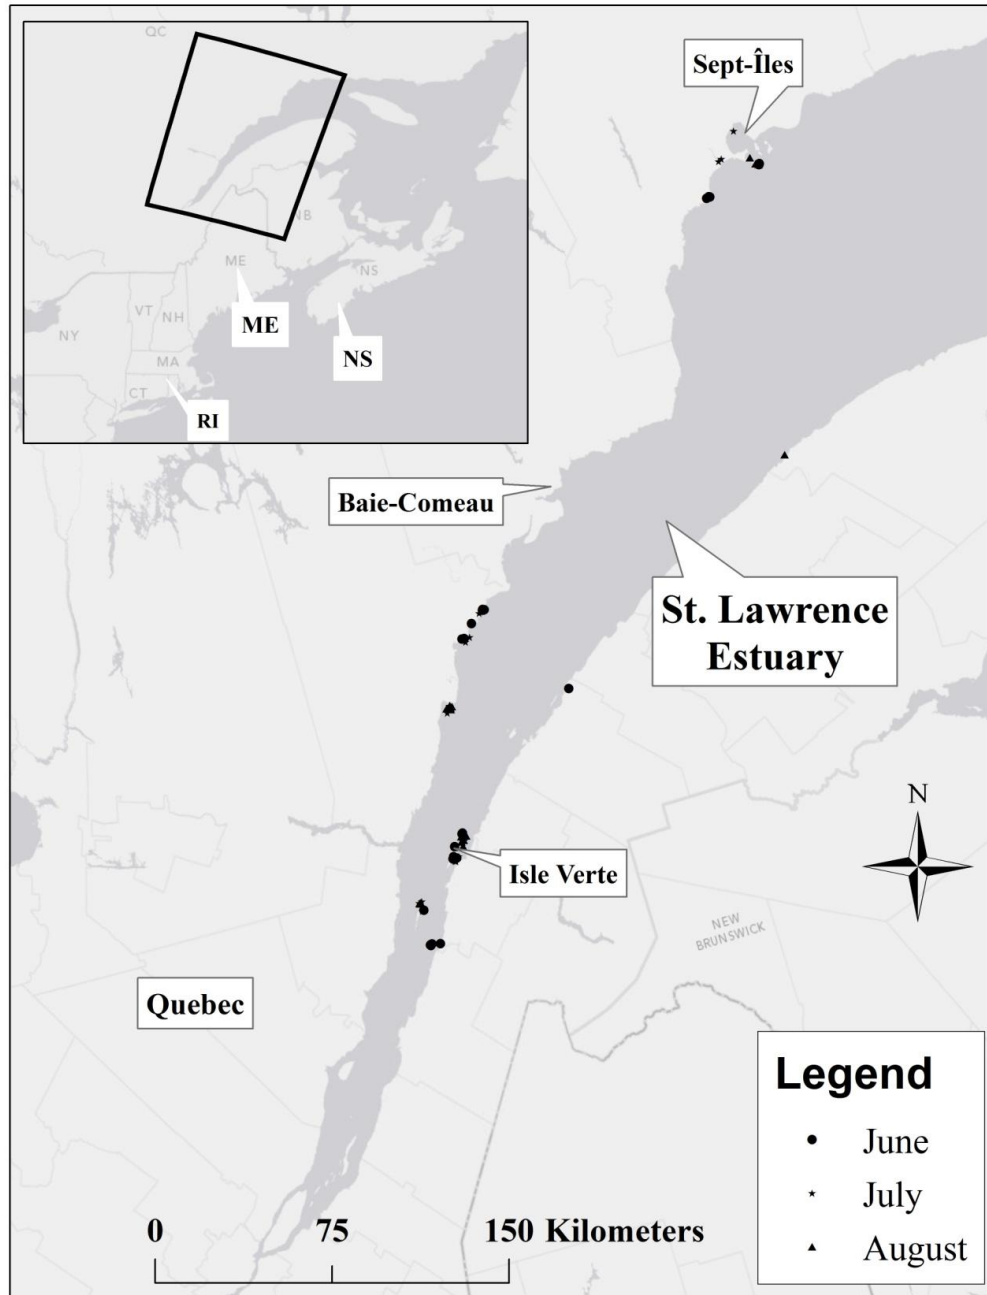 QC
NB
ME
NS
VT
NH
NY
MA
CT
ME
NS
RI
Sept-Îles
Baie-Comeau
St. Lawrence
Estuary
Isle Verte
N
NEW
BRUNSWICK
Quebec
Legend
June
July
August
0 75 150 Kilometers